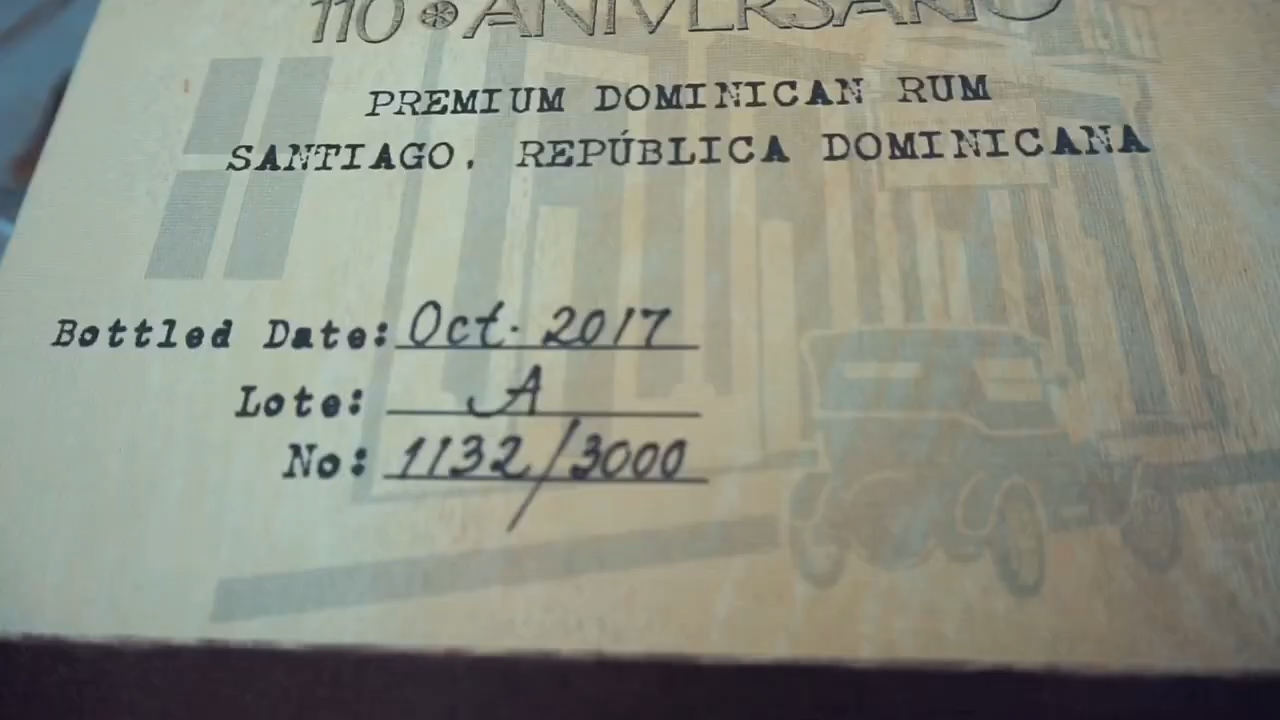 110 ANIVERSARIO
PREMIUM DOMINICAN RUM
SANTIAGO, REPÚBLICA DOMINICANA
Bottled Date: Oct. 2017
Lote: A
No: 1132/3000